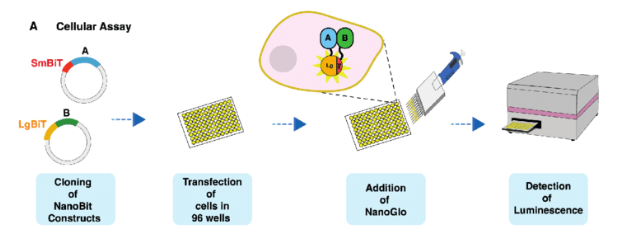 A Cellular Assay
A
SmBiT
B
LgBiT
A B
Lg
Cloning
of
NanoBit
Constructs
Transfection
of
cells in
96 wells
Addition
of
NanoGlo
Detection
of
Luminescence